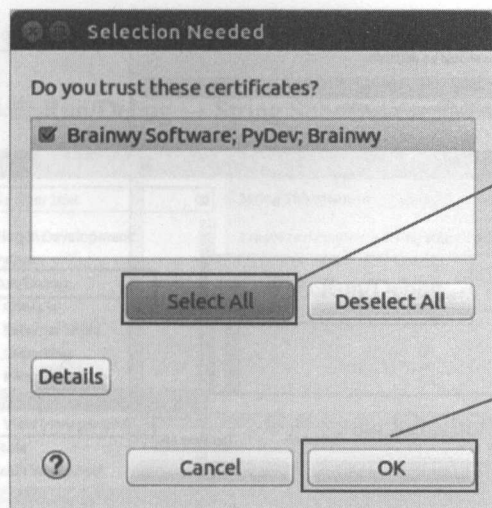 Selection Needed
Do you trust these certificates?
Brainwy Software; PyDev; Brainwy
Select All Deselect All
Details
? Cancel OK